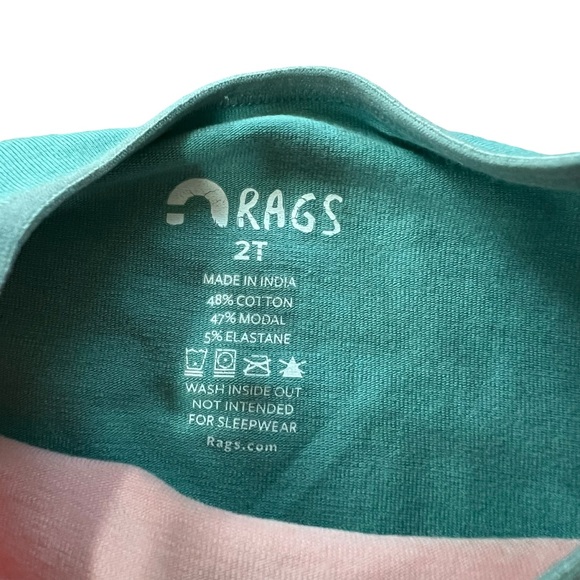 RAGS
2T
MADE IN INDIA
48% COTTON
47% MODAL
5% ELASTANE
WASH INSIDE OUT
NOT INTENDED
FOR SLEEPWEAR
Rags.com